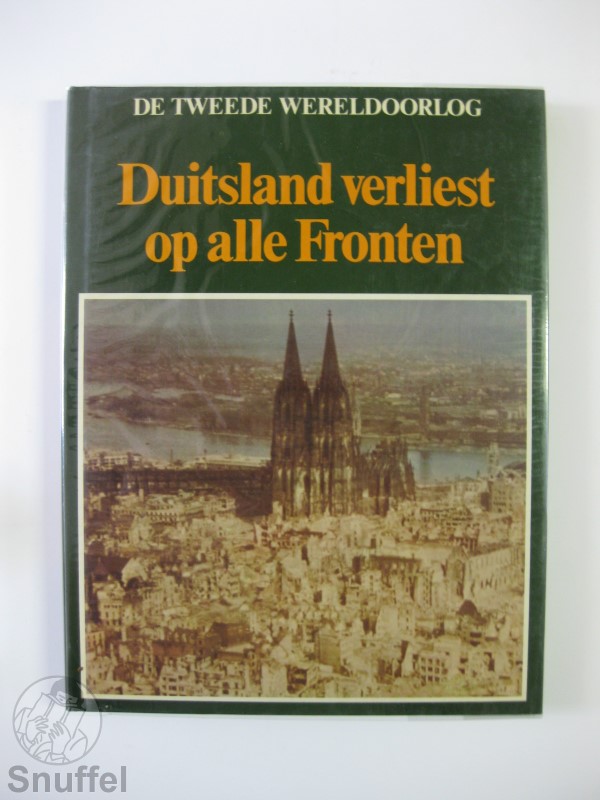 DE TWEEDE WERELDOORLOG
Duitsland verliest
op alle Fronten
Snuffel